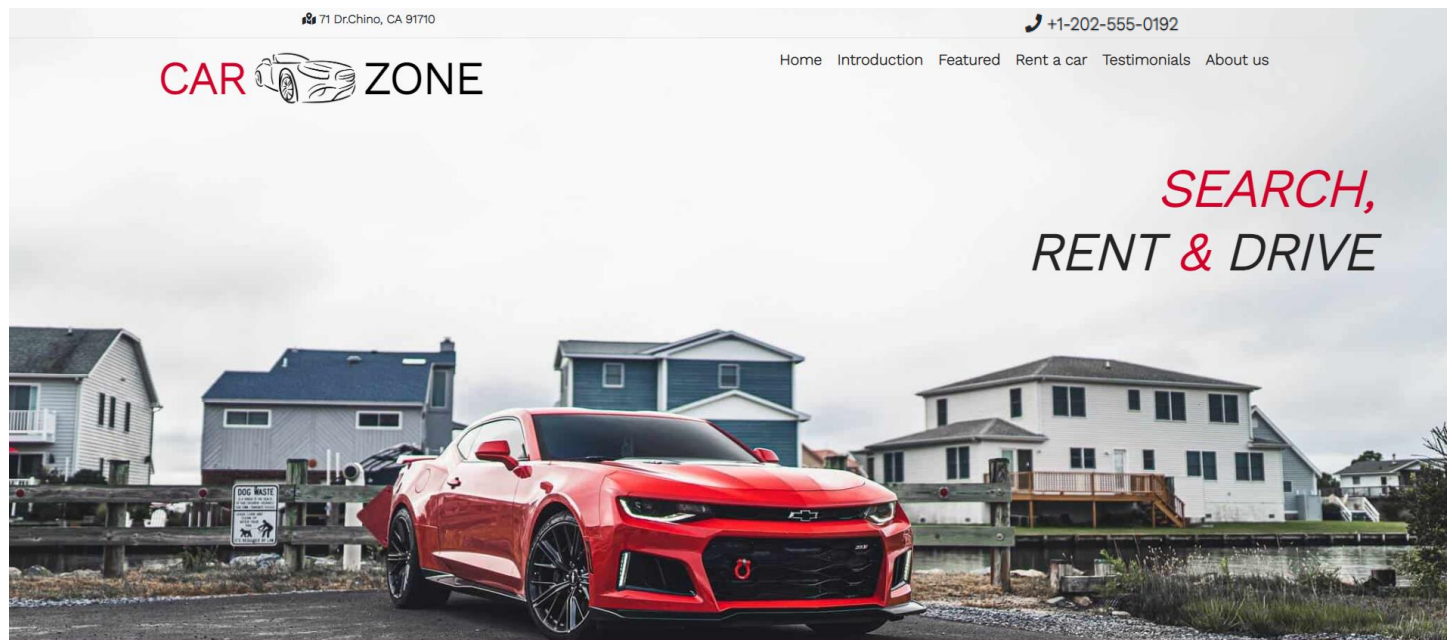 71 Dr.Chino, CA 91710
+1-202-555-0192
CAR ZONE
Home Introduction Featured Rent a car Testimonials About us
SEARCH,
RENT & DRIVE
DOG WASTE